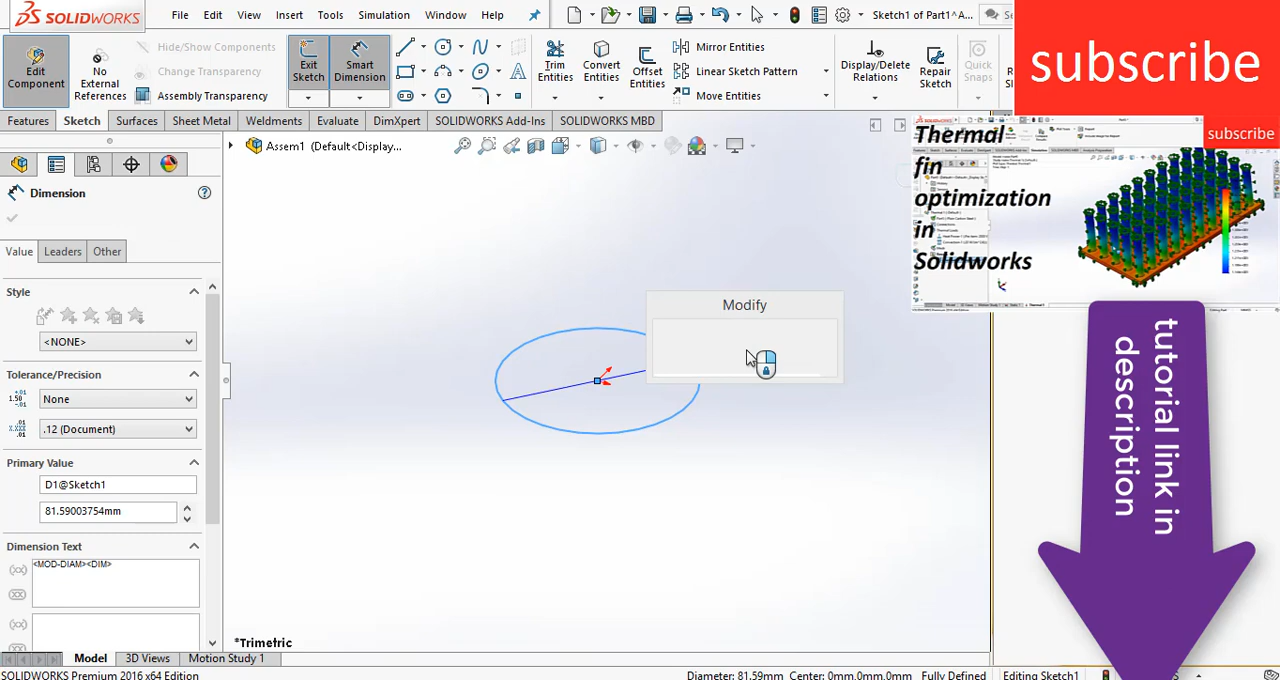 SOLIDWORKS
File Edit View Insert Tools Simulation Window Help
Sketch1 of Part1^A...
Edit Component
No External References
Hide/Show Components
Change Transparency
Assembly Transparency
Exit Sketch
Smart Dimension
Trim Entities
Convert Entities
Offset Entities
Mirror Entities
Linear Sketch Pattern
Move Entities
Display/Delete Relations
Repair Sketch
Quick Snaps
Features Sketch Surfaces Sheet Metal Weldments Evaluate DimXpert SOLIDWORKS Add-Ins SOLIDWORKS MBD
Assem1 (Default<Display...
Dimension
Value Leaders Other
Style
<NONE>
Tolerance/Precision
None
.12 (Document)
Primary Value
D1@Sketch1
81.59003754mm
Dimension Text
<MOD-DIAM><DIM>
Modify
*Trimetric
Model 3D Views Motion Study 1
SOLIDWORKS Premium 2016 x64 Edition
Diameter: 81.59mm Center: 0mm,0mm,0mm Fully Defined Editing Sketch1
subscribe
subscribe
Thermal
fin
optimization
in
Solidworks
tutorial link in
description